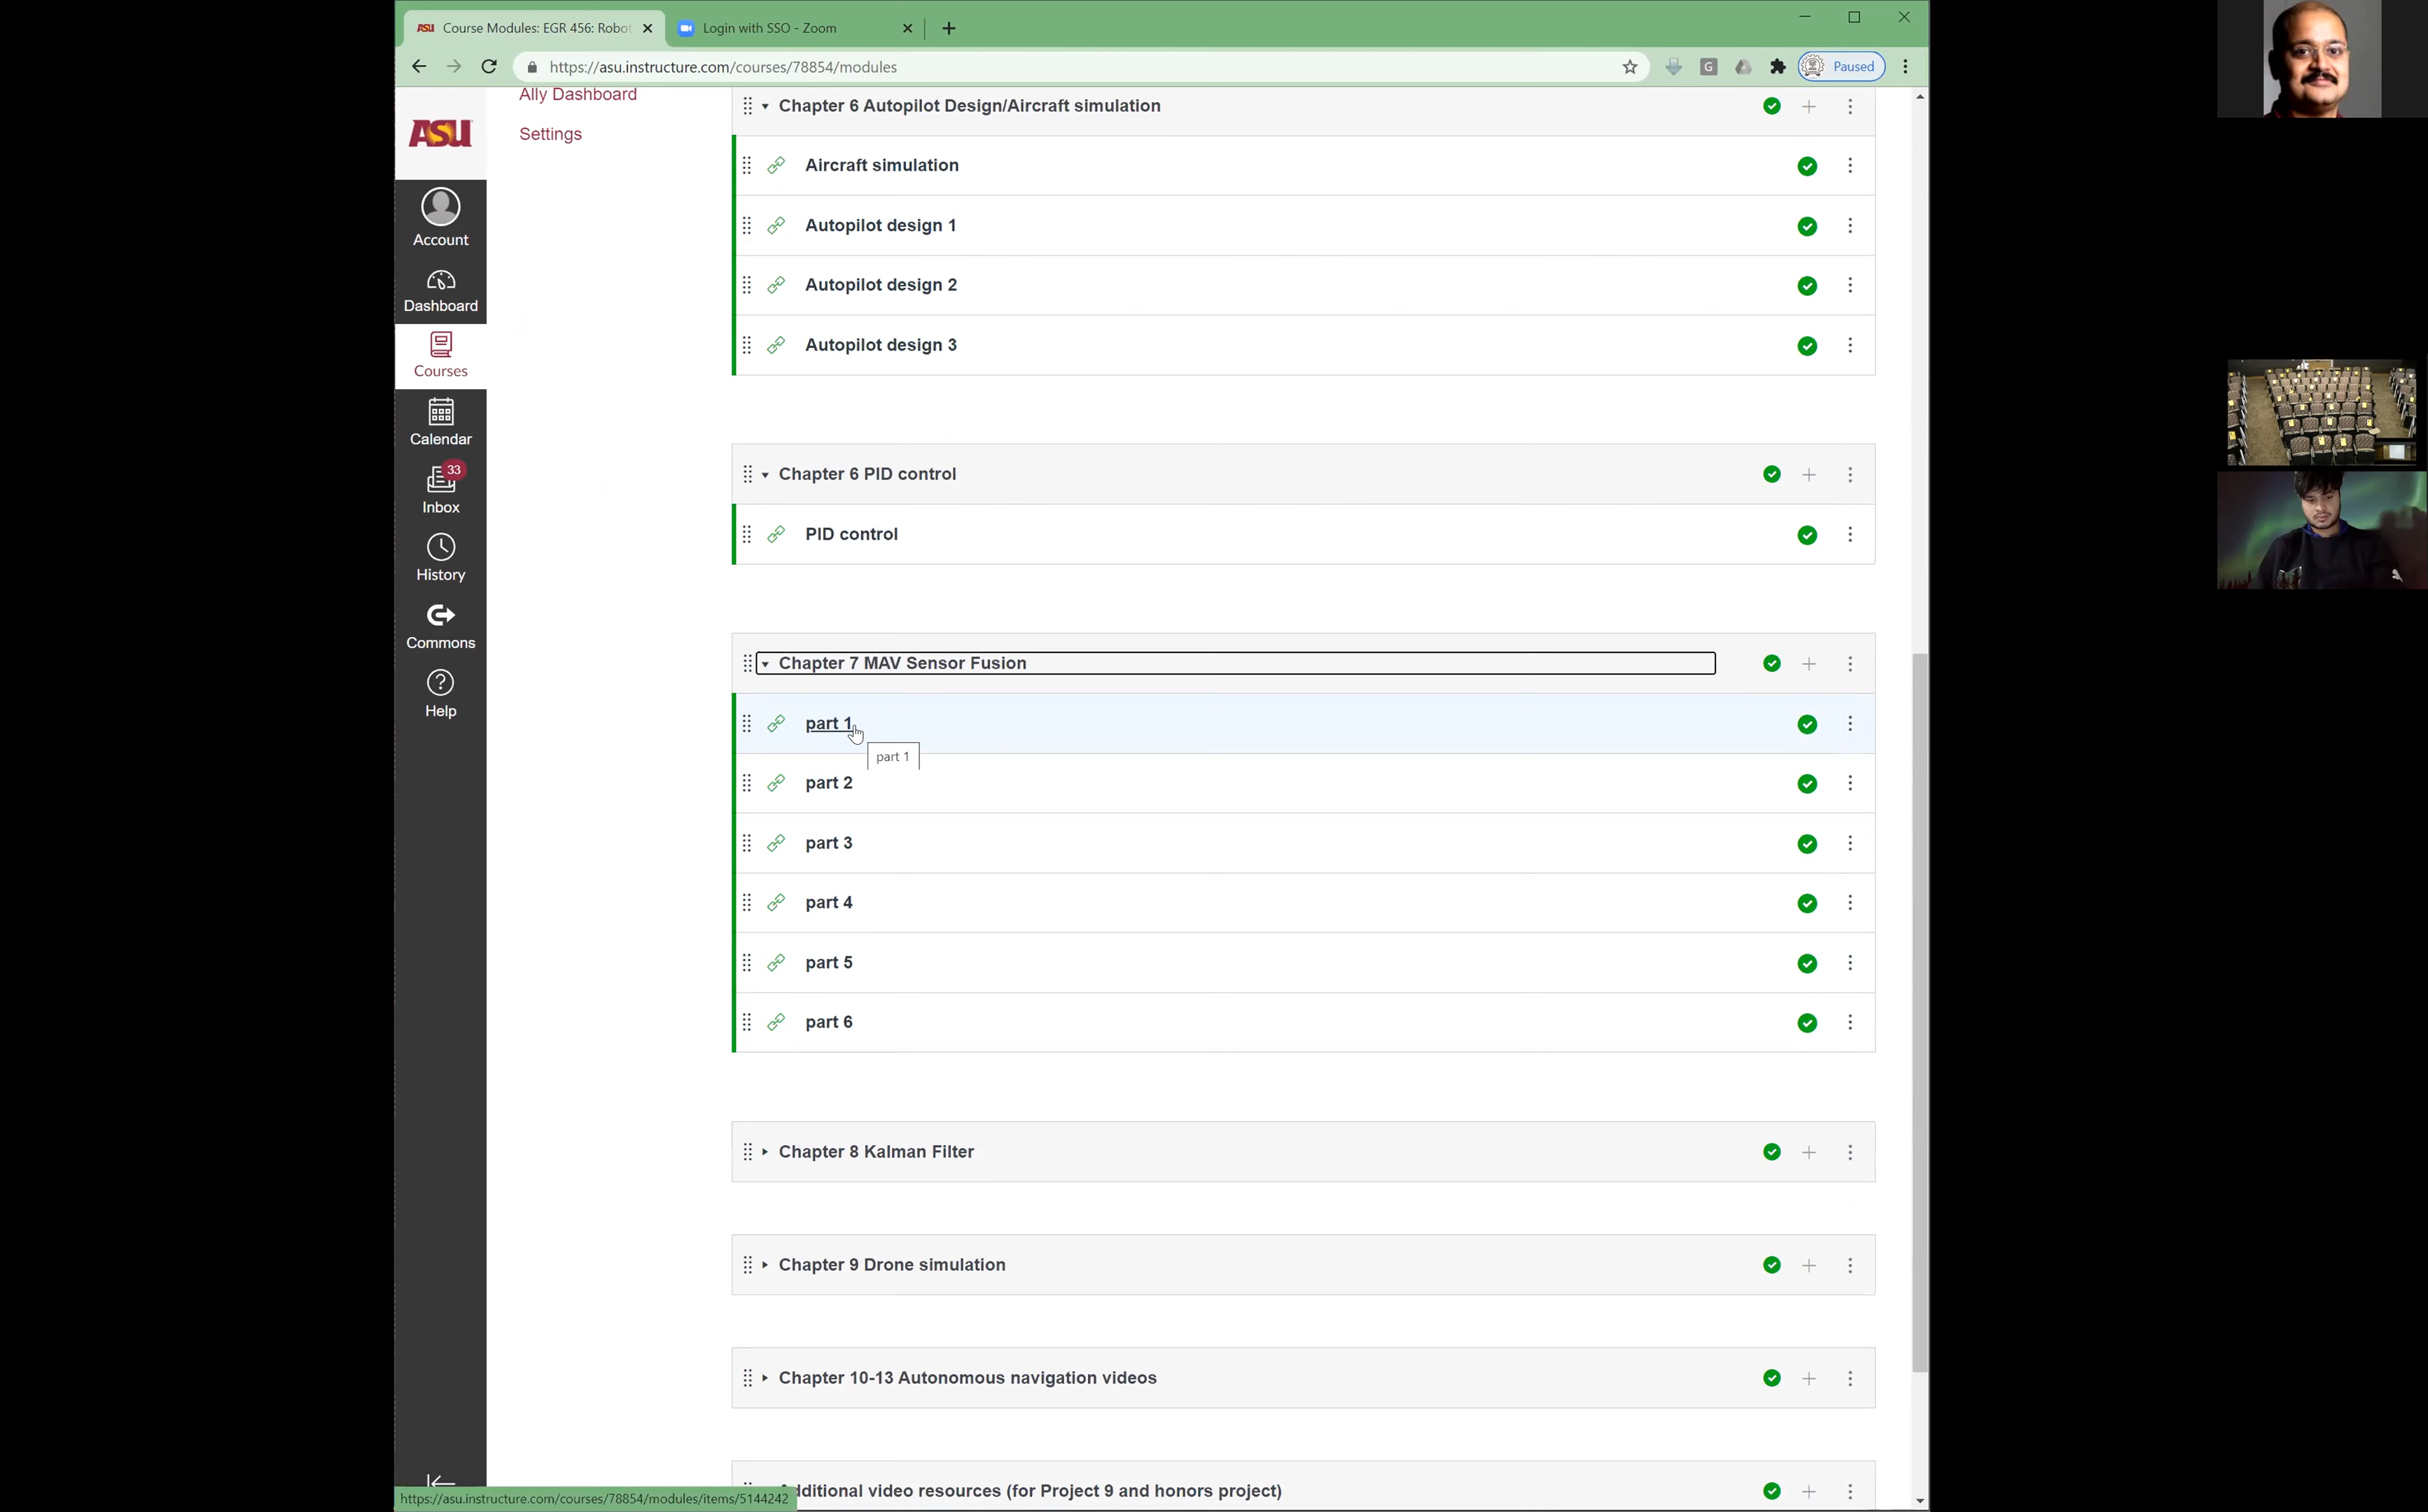 Course Modules: EGR 456: Robot
Login with SSO - Zoom
https://asu.instructure.com/courses/78854/modules
G
Paused
ASU
Account
Dashboard
Courses
Calendar
33
Inbox
History
Commons
Help
Ally Dashboard
Settings
Chapter 6 Autopilot Design/Aircraft simulation
Aircraft simulation
Autopilot design 1
Autopilot design 2
Autopilot design 3
Chapter 6 PID control
PID control
Chapter 7 MAV Sensor Fusion
part 1
part 1
part 2
part 3
part 4
part 5
part 6
Chapter 8 Kalman Filter
Chapter 9 Drone simulation
Chapter 10-13 Autonomous navigation videos
dditional video resources (for Project 9 and honors project)
https://asu.instructure.com/courses/78854/modules/items/5144242